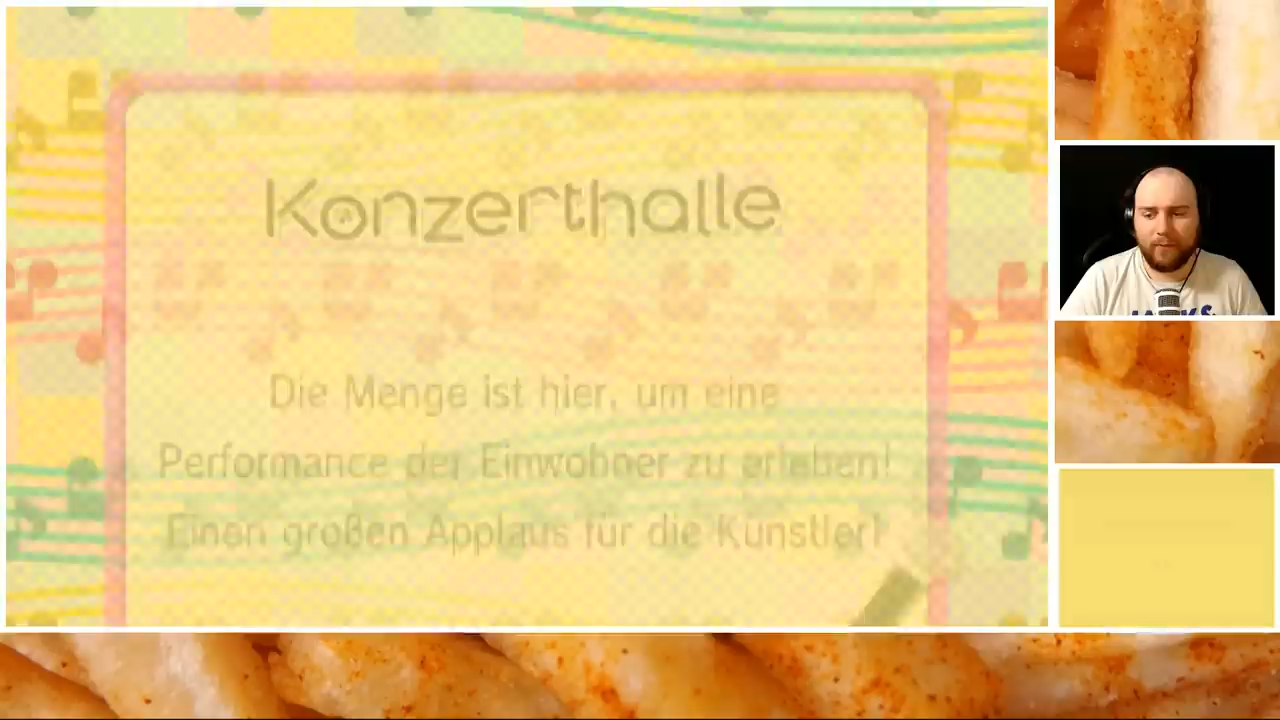 Konzerthalle
Die Menge ist hier, um eine
Performance der Einwohner zu erleben!
Einen großen Applaus für die Künstler!